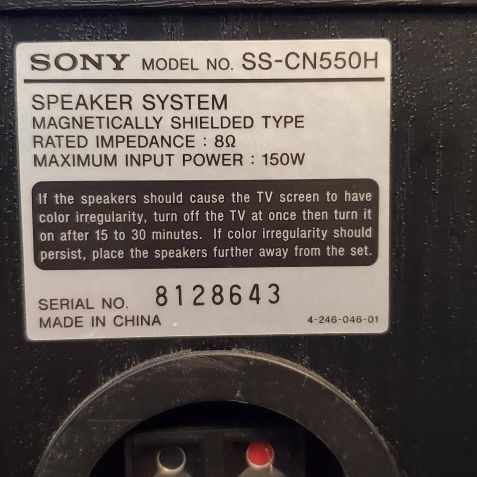 SONY MODEL NO. SS-CN550H
SPEAKER SYSTEM
MAGNETICALLY SHIELDED TYPE
RATED IMPEDANCE : 8Ω
MAXIMUM INPUT POWER : 150W
If the speakers should cause the TV screen to have
color irregularity, turn off the TV at once then turn it
on after 15 to 30 minutes. If color irregularity should
persist, place the speakers further away from the set.
SERIAL NO. 8128643
MADE IN CHINA 4-246-046-01